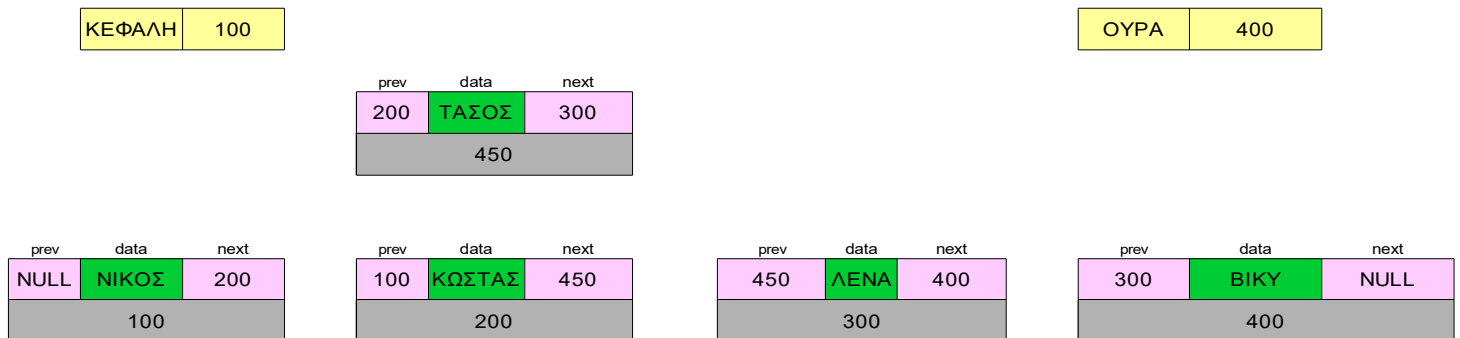 ΚΕΦΑΛΗ 100 ΟΥΡΑ 400
prev data next
200 ΤΑΣΟΣ 300
450
prev data next prev data next prev data next prev data next
NULL ΝΙΚΟΣ 200 100 ΚΩΣΤΑΣ 450 450 ΛΕΝΑ 400 300 ΒΙΚΥ NULL
100 200 300 400